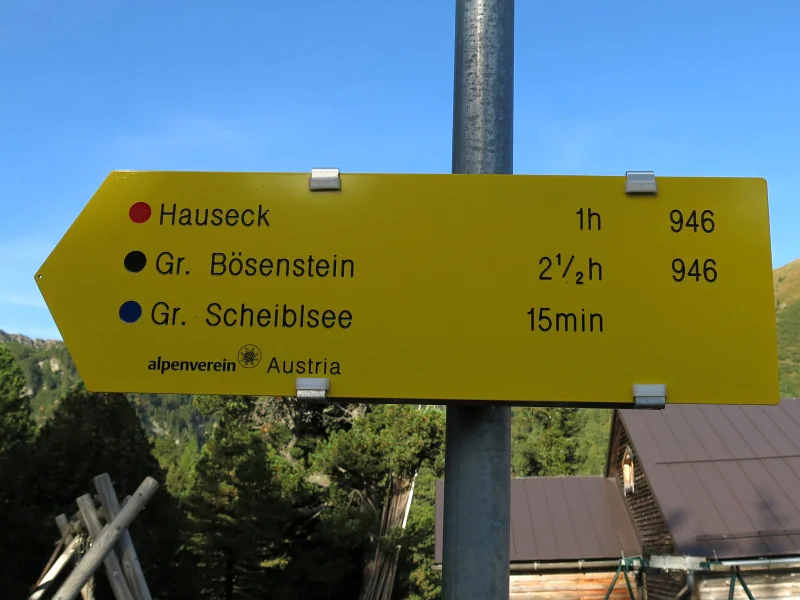 Hauseck 1h 946
Gr. Bösenstein 2½h 946
Gr. Scheiblsee 15min
alpenverein Austria